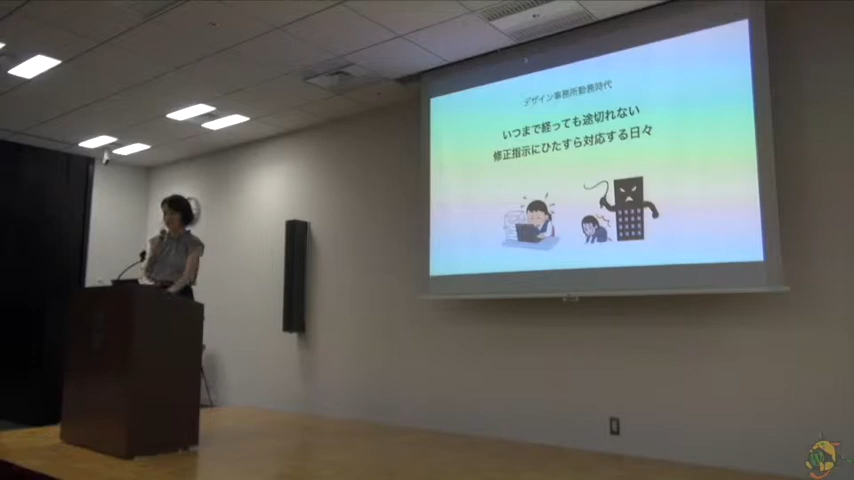 デザイン事務所勤務時代
いつまで経っても途切れない
修正指示にひたすら対応する日々